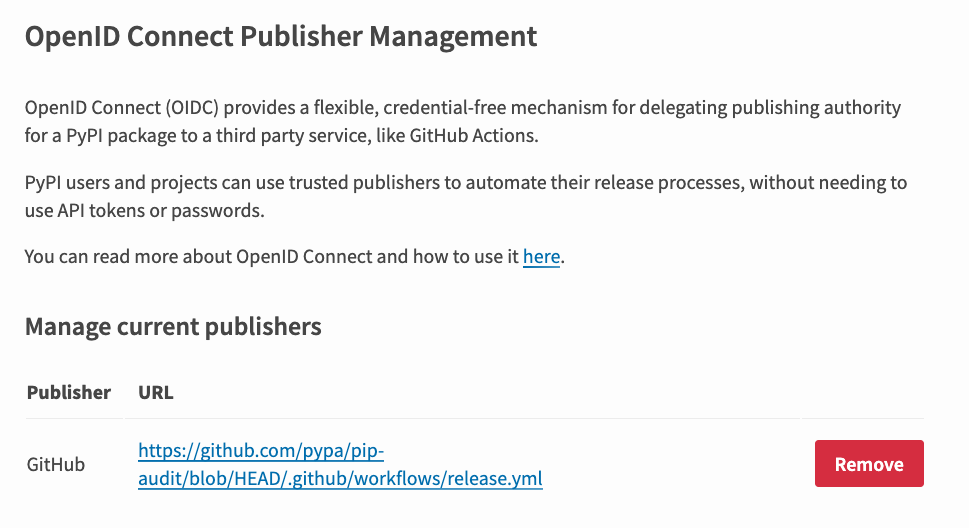 OpenID Connect Publisher Management
OpenID Connect (OIDC) provides a flexible, credential-free mechanism for delegating publishing authority
for a PyPI package to a third party service, like GitHub Actions.
PyPI users and projects can use trusted publishers to automate their release processes, without needing to
use API tokens or passwords.
You can read more about OpenID Connect and how to use it here.
Manage current publishers
Publisher URL
https://github.com/pypa/pip-
GitHub
audit/blob/HEAD/.github/workflows/release.yml
Remove